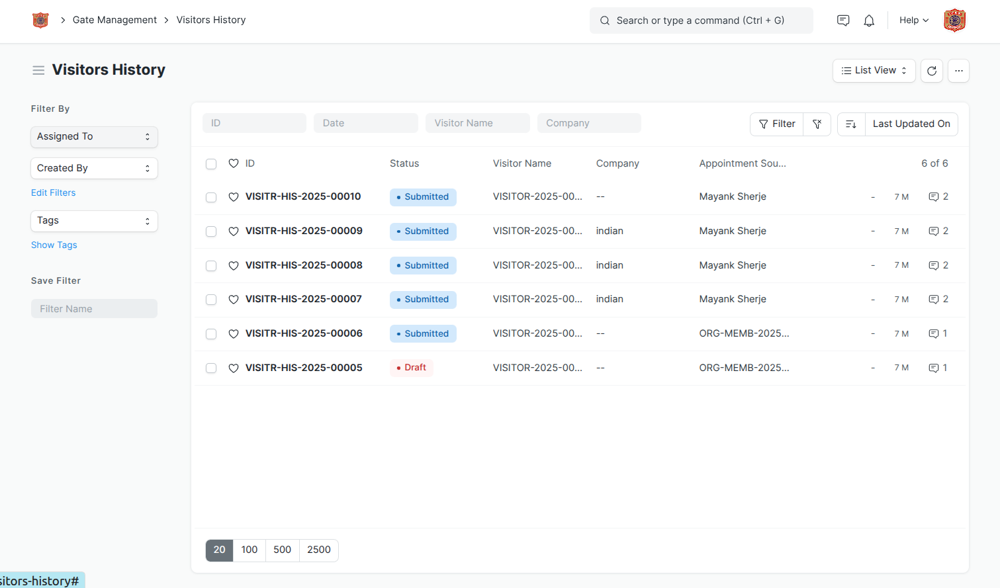 Gate Management
Visitors History
Search or type a command (Ctrl + G)
Help
Visitors History
List View
Filter By
Assigned To
Created By
Edit Filters
Tags
Show Tags
Save Filter
Filter Name
ID Date Visitor Name Company
Filter
Last Updated On
ID Status Visitor Name Company Appointment Sou... 6 of 6
VISITR-HIS-2025-00010 Submitted VISITOR-2025-00... -- Mayank Sherje - 7 M 2
VISITR-HIS-2025-00009 Submitted VISITOR-2025-00... indian Mayank Sherje - 7 M 2
VISITR-HIS-2025-00008 Submitted VISITOR-2025-00... indian Mayank Sherje - 7 M 2
VISITR-HIS-2025-00007 Submitted VISITOR-2025-00... indian Mayank Sherje - 7 M 2
VISITR-HIS-2025-00006 Submitted VISITOR-2025-00... -- ORG-MEMB-2025... - 7 M 1
VISITR-HIS-2025-00005 Draft VISITOR-2025-00... -- ORG-MEMB-2025... - 7 M 1
20 100 500 2500
sitors-history#